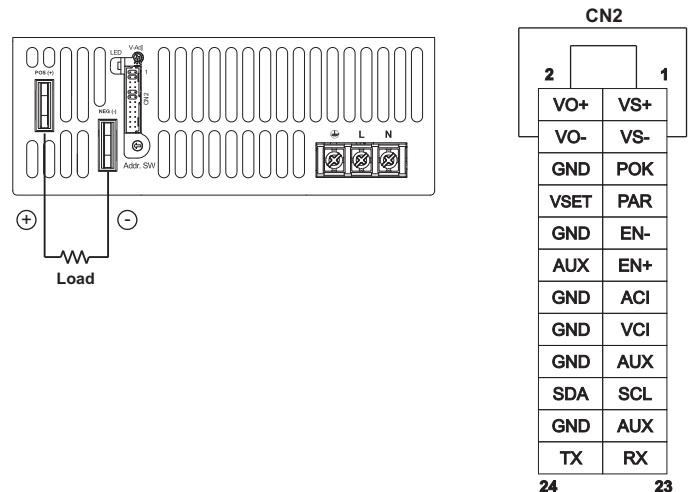 CN2
LED
V-Adj
POS (+)
1
CN2
NEG (-)
Addr. SW
L N
+ -
Load
2 1
VO+ VS+
VO- VS-
GND POK
VSET PAR
GND EN-
AUX EN+
GND ACI
GND VCI
GND AUX
SDA SCL
GND AUX
TX RX
24 23